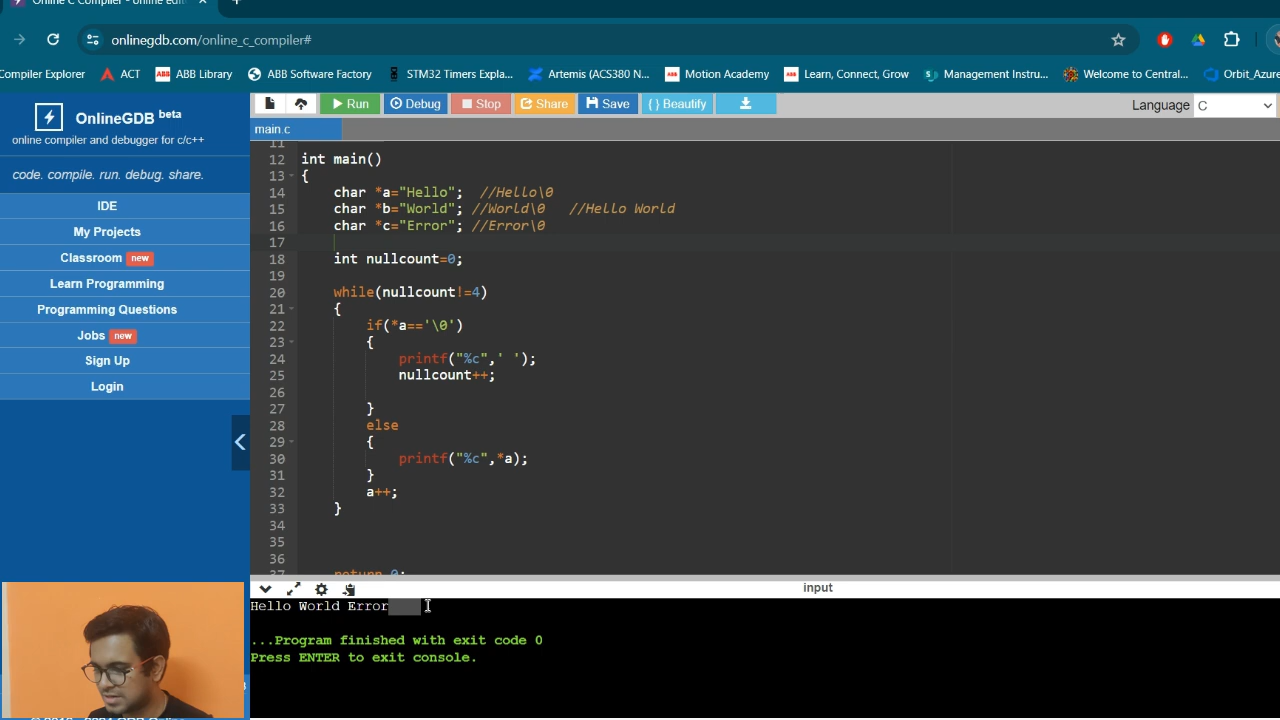 Online C Compiler - online edit
onlinegdb.com/online_c_compiler#
Compiler Explorer ACT ABB Library ABB Software Factory STM32 Timers Expla... Artemis (ACS380 N... Motion Academy Learn, Connect, Grow Management Instru... Welcome to Central... Orbit_Azure
OnlineGDB beta
online compiler and debugger for c/c++
code. compile. run. debug. share.
IDE
My Projects
Classroom new
Learn Programming
Programming Questions
Jobs new
Sign Up
Login
Run Debug Stop Share Save { } Beautify
Language C
main.c
11
12 int main()
13 {
14 char *a="Hello"; //Hello\0
15 char *b="World"; //World\0 //Hello World
16 char *c="Error"; //Error\0
17
18 int nullcount=0;
19
20 while(nullcount!=4)
21 {
22 if(*a=='\0')
23 {
24 printf("%c",' ');
25 nullcount++;
26
27 }
28 else
29 {
30 printf("%c",*a);
31 }
32 a++;
33 }
34
35
36
37 return 0;
input
Hello World Error
...Program finished with exit code 0
Press ENTER to exit console.